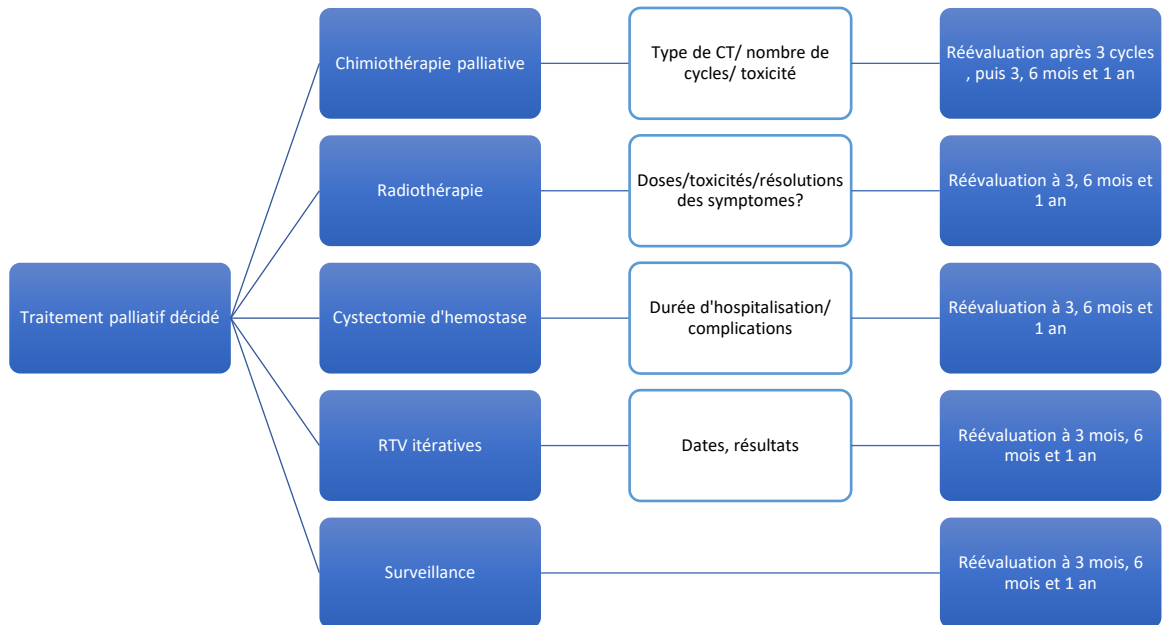 Chimiothérapie palliative
Type de CT/ nombre de
cycles/ toxicité
Réévaluation après 3 cycles
, puis 3, 6 mois et 1 an
Radiothérapie
Doses/toxicités/résolutions
des symptomes?
Réévaluation à 3, 6 mois et
1 an
Traitement palliatif décidé
Cystectomie d'hemostase
Durée d'hospitalisation/
complications
Réévaluation à 3, 6 mois et
1 an
RTV itératives
Dates, résultats
Réévaluation à 3 mois, 6
mois et 1 an
Surveillance
Réévaluation à 3 mois, 6
mois et 1 an